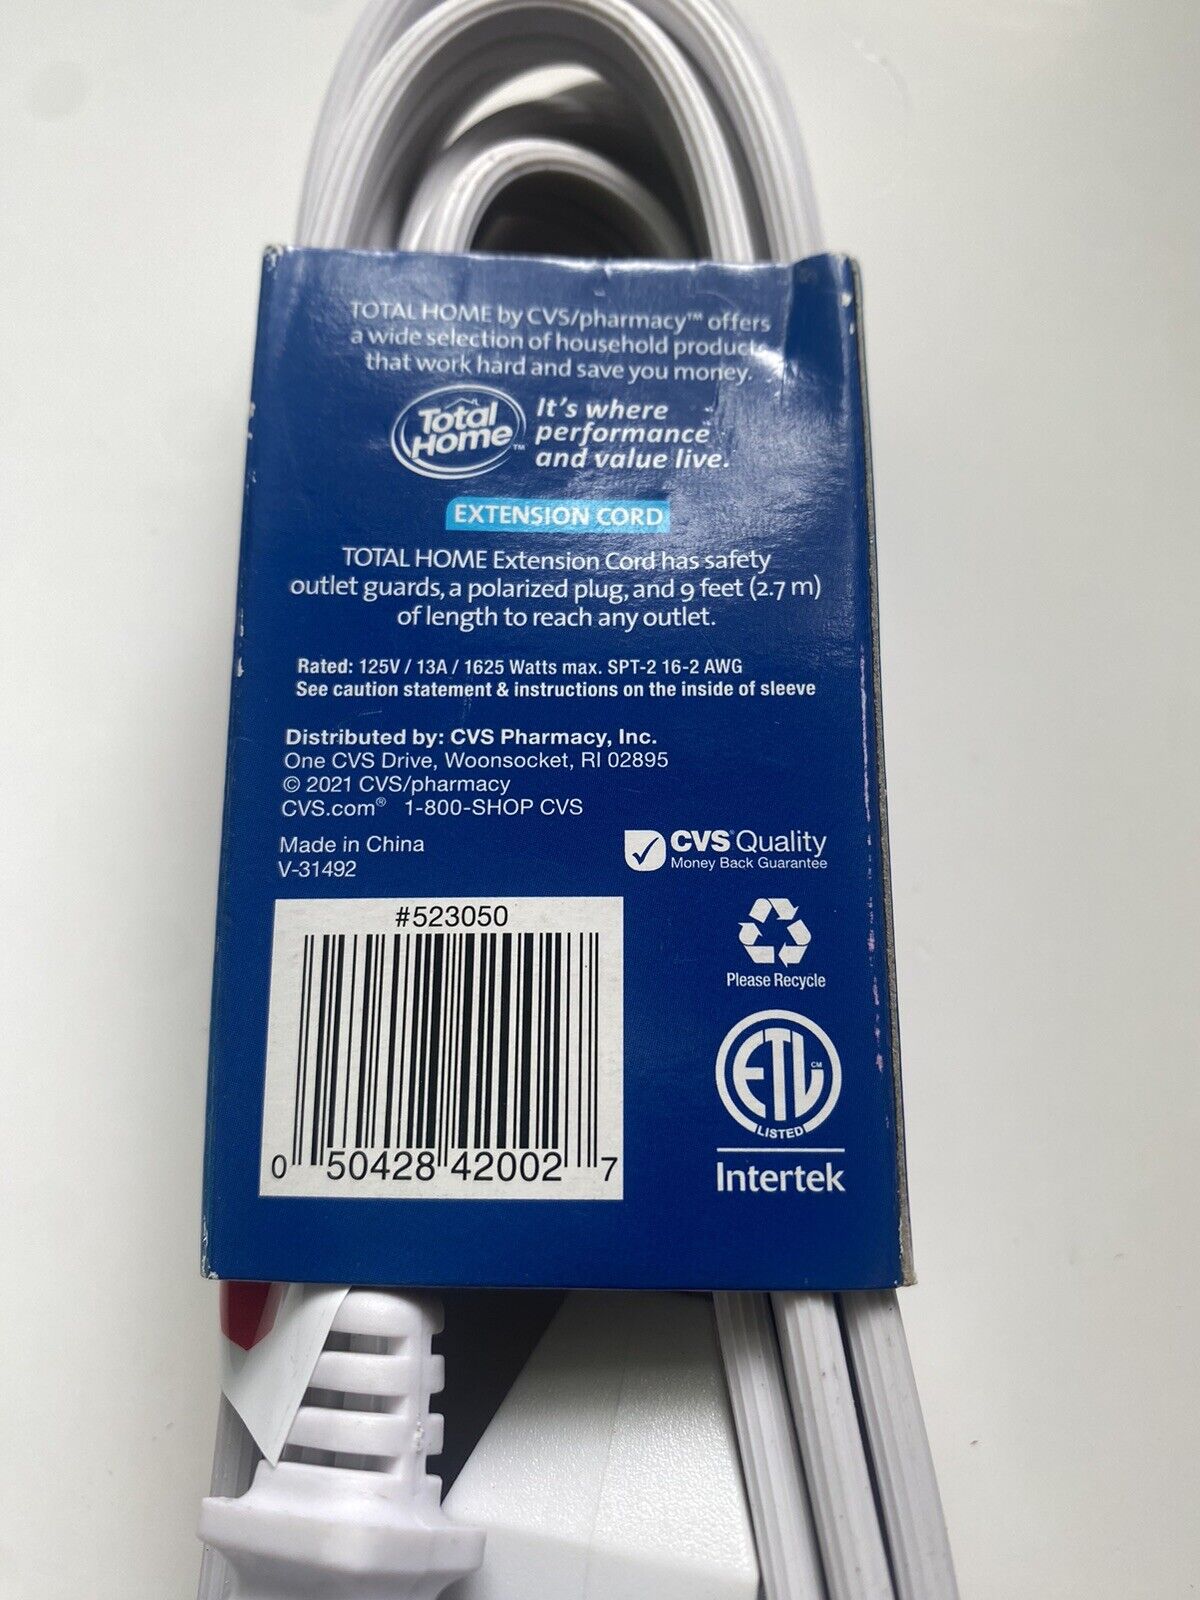 TOTAL HOME by CVS/pharmacy™ offers
a wide selection of household products
that work hard and save you money.
Total Home™
It's where
performance
and value live.
EXTENSION CORD
TOTAL HOME Extension Cord has safety
outlet guards, a polarized plug, and 9 feet (2.7 m)
of length to reach any outlet.
Rated: 125V / 13A / 1625 Watts max. SPT-2 16-2 AWG
See caution statement & instructions on the inside of sleeve
Distributed by: CVS Pharmacy, Inc.
One CVS Drive, Woonsocket, RI 02895
© 2021 CVS/pharmacy
CVS.com® 1-800-SHOP CVS
Made in China
V-31492
CVS® Quality
Money Back Guarantee
#523050
0 50428 42002 7
Please Recycle
ETL CM
LISTED
Intertek